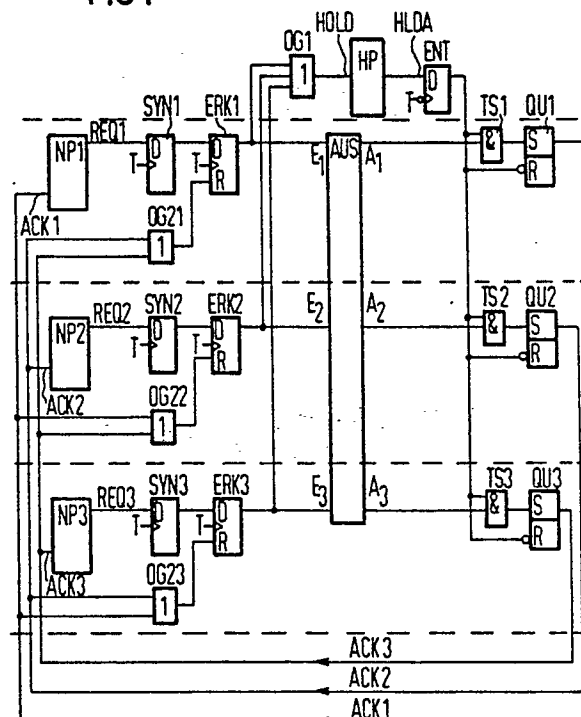 HOLD HLDA
OG1 HP ENT
1 D
T
SYN1 ERK1 TS1 QU1
REQ1 D D E1 AUS A1 & S
NP1 T T R R
ACK1 OG21
1
SYN2 ERK2 TS2 QU2
REQ2 D D E2 A2 & S
NP2 T T R R
ACK2 OG22
1
SYN3 ERK3 TS3 QU3
REQ3 D D E3 A3 & S
NP3 T T R R
ACK3 OG23
1
ACK3
ACK2
ACK1